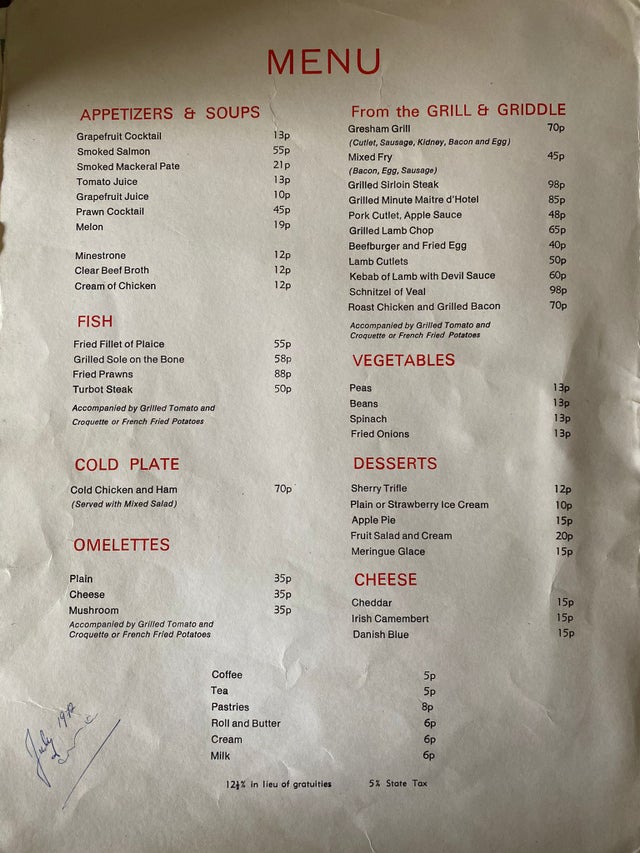 MENU
APPETIZERS & SOUPS
Grapefruit Cocktail 13p
Smoked Salmon 55p
Smoked Mackeral Pate 21p
Tomato Juice 13p
Grapefruit Juice 10p
Prawn Cocktail 45p
Melon 19p
Minestrone 12p
Clear Beef Broth 12p
Cream of Chicken 12p
FISH
Fried Fillet of Plaice 55p
Grilled Sole on the Bone 58p
Fried Prawns 88p
Turbot Steak 50p
Accompanied by Grilled Tomato and
Croquette or French Fried Potatoes
COLD PLATE
Cold Chicken and Ham 70p
(Served with Mixed Salad)
OMELETTES
Plain 35p
Cheese 35p
Mushroom 35p
Accompanied by Grilled Tomato and
Croquette or French Fried Potatoes
From the GRILL & GRIDDLE
Gresham Grill 70p
(Cutlet, Sausage, Kidney, Bacon and Egg)
Mixed Fry 45p
(Bacon, Egg, Sausage)
Grilled Sirloin Steak 98p
Grilled Minute Maitre d'Hotel 85p
Pork Cutlet, Apple Sauce 48p
Grilled Lamb Chop 65p
Beefburger and Fried Egg 40p
Lamb Cutlets 50p
Kebab of Lamb with Devil Sauce 60p
Schnitzel of Veal 98p
Roast Chicken and Grilled Bacon 70p
Accompanied by Grilled Tomato and
Croquette or French Fried Potatoes
VEGETABLES
Peas 13p
Beans 13p
Spinach 13p
Fried Onions 13p
DESSERTS
Sherry Trifle 12p
Plain or Strawberry Ice Cream 10p
Apple Pie 15p
Fruit Salad and Cream 20p
Meringue Glace 15p
CHEESE
Cheddar 15p
Irish Camembert 15p
Danish Blue 15p
Coffee 5p
Tea 5p
Pastries 8p
Roll and Butter 6p
Cream 6p
Milk 6p
July 1972
12½% in lieu of gratuities 5% State Tax